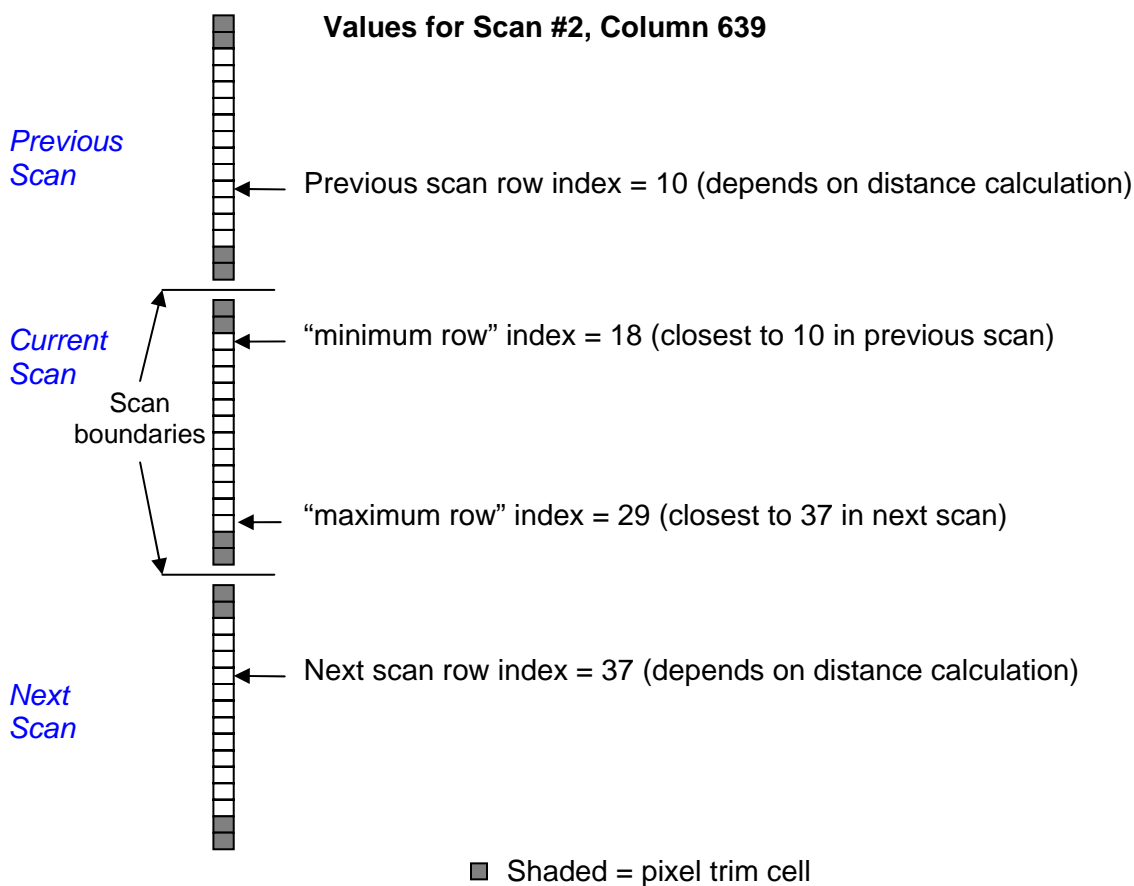 Values for Scan #2, Column 639
Previous
Scan
Previous scan row index = 10 (depends on distance calculation)
Current
Scan
“minimum row” index = 18 (closest to 10 in previous scan)
Scan
boundaries
“maximum row” index = 29 (closest to 37 in next scan)
Next
Scan
Next scan row index = 37 (depends on distance calculation)
Shaded = pixel trim cell